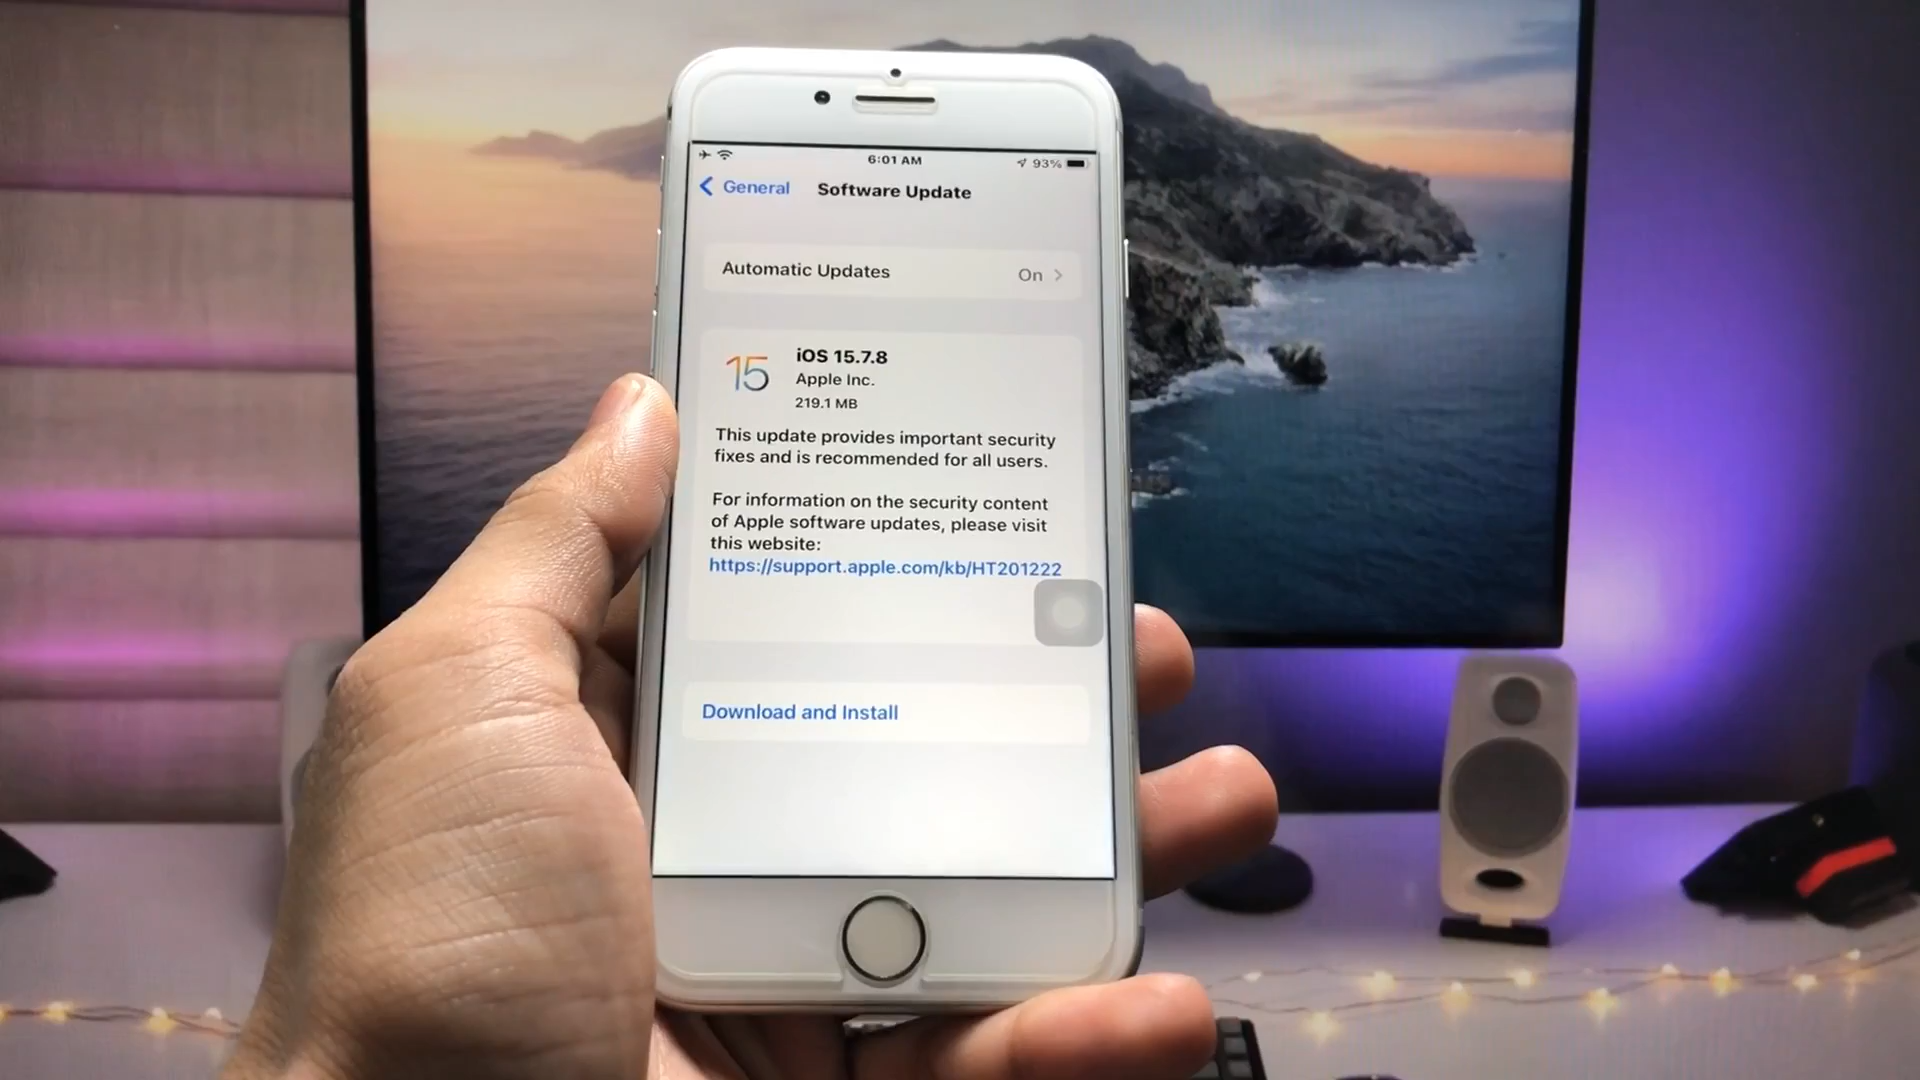 6:01 AM
93%
General
Software Update
Automatic Updates
On
15
iOS 15.7.8
Apple Inc.
219.1 MB
This update provides important security
fixes and is recommended for all users.
For information on the security content
of Apple software updates, please visit
this website:
https://support.apple.com/kb/HT201222
Download and Install